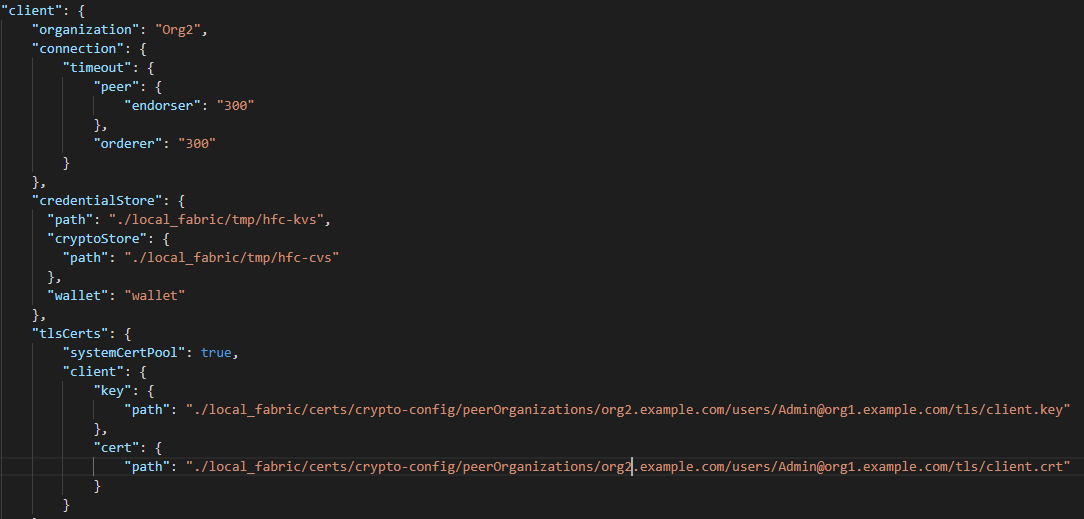 "client": {
"organization": "Org2",
"connection": {
"timeout": {
"peer": {
"endorser": "300"
},
"orderer": "300"
}
},
"credentialStore": {
"path": "./local_fabric/tmp/hfc-kvs",
"cryptoStore": {
"path": "./local_fabric/tmp/hfc-cvs"
},
"wallet": "wallet"
},
"tlsCerts": {
"systemCertPool": true,
"client": {
"key": {
"path": "./local_fabric/certs/crypto-config/peerOrganizations/org2.example.com/users/Admin@org1.example.com/tls/client.key"
},
"cert": {
"path": "./local_fabric/certs/crypto-config/peerOrganizations/org2.example.com/users/Admin@org1.example.com/tls/client.crt"
}
}